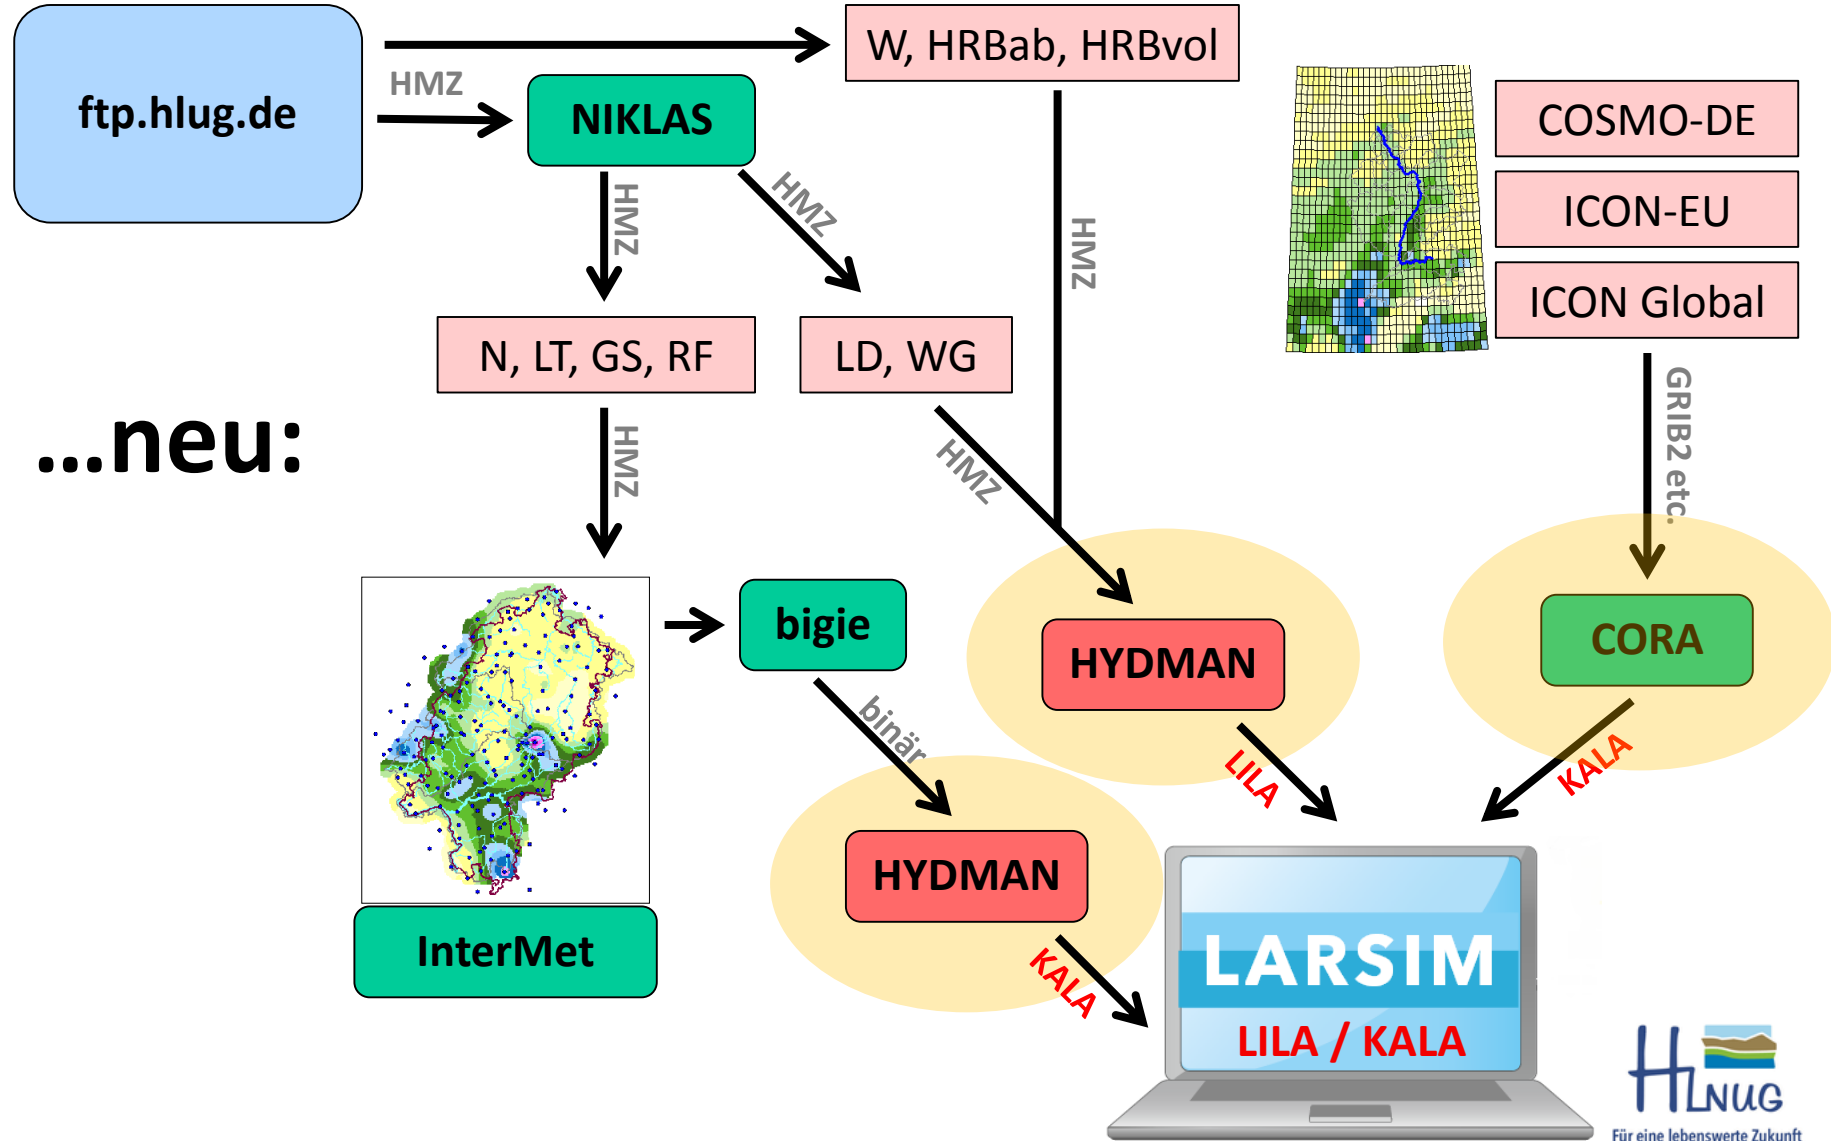 ftp.hlug.de
HMZ
NIKLAS
W, HRBab, HRBvol
COSMO-DE
ICON-EU
ICON Global
HMZ
HMZ
HMZ
N, LT, GS, RF
LD, WG
GRIB2 etc.
...neu:
HMZ
HMZ
bigie
HYDMAN
CORA
binär
LILA
KALA
HYDMAN
InterMet
KALA
LARSIM
LILA / KALA
HLNUG
Für eine lebenswerte Zukunft